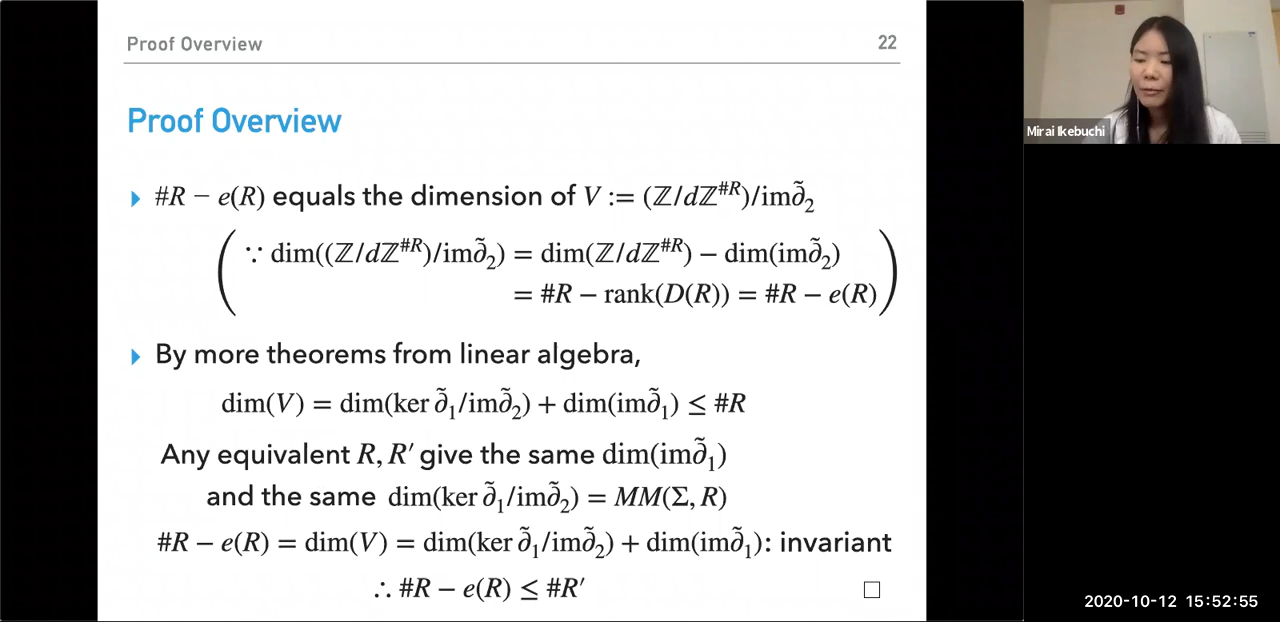 Proof Overview 22
Proof Overview
#R − e(R) equals the dimension of V := (ℤ/dℤ^#R)/im∂̃₂
( ∵ dim((ℤ/dℤ^#R)/im∂̃₂) = dim(ℤ/dℤ^#R) − dim(im∂̃₂)
= #R − rank(D(R)) = #R − e(R) )
By more theorems from linear algebra,
dim(V) = dim(ker ∂̃₁/im∂̃₂) + dim(im∂̃₁) ≤ #R
Any equivalent R, R′ give the same dim(im∂̃₁)
and the same dim(ker ∂̃₁/im∂̃₂) = MM(Σ, R)
#R − e(R) = dim(V) = dim(ker ∂̃₁/im∂̃₂) + dim(im∂̃₁): invariant
∴ #R − e(R) ≤ #R′ □
Mirai Ikebuchi
2020-10-12 15:52:55